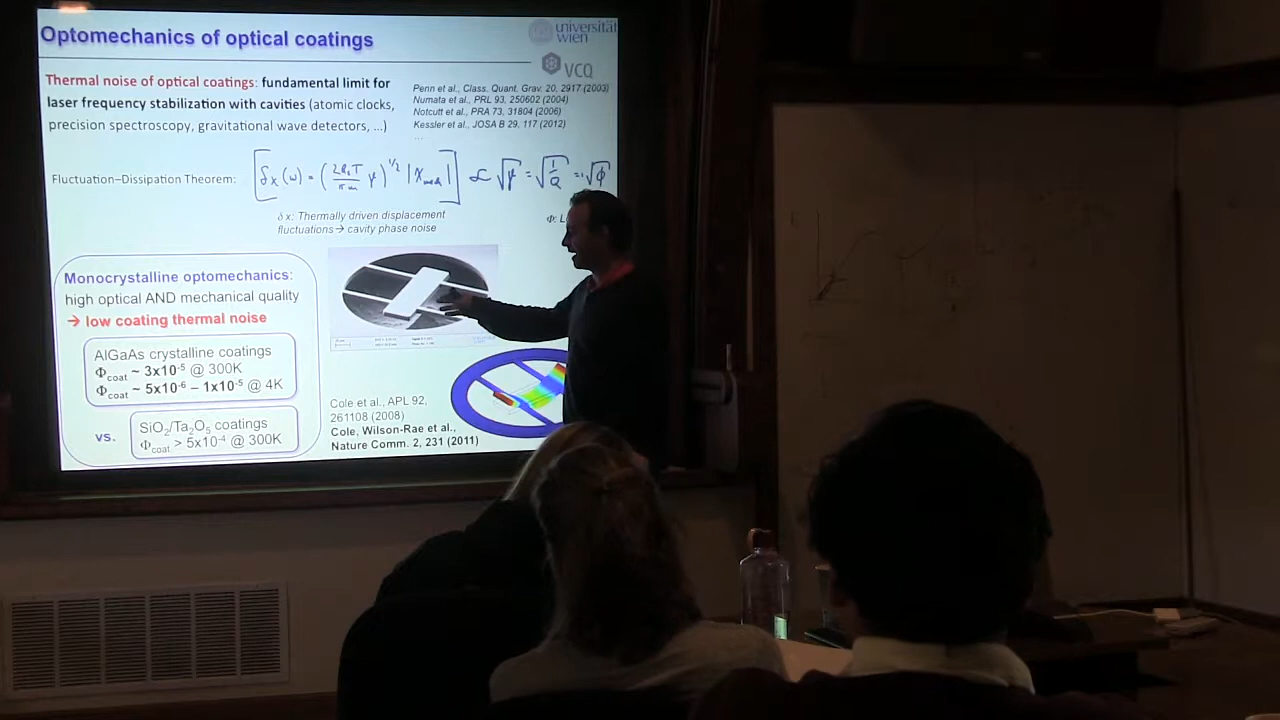 Optomechanics of optical coatings
universität
wien
VCQ
Thermal noise of optical coatings: fundamental limit for
laser frequency stabilization with cavities (atomic clocks,
precision spectroscopy, gravitational wave detectors, ...)
Penn et al., Class. Quant. Grav. 20, 2917 (2003)
Numata et al., PRL 93, 250602 (2004)
Notcutt et al., PRA 73, 31804 (2006)
Kessler et al., JOSA B 29, 117 (2012)
...
Fluctuation–Dissipation Theorem:
δ x: Thermally driven displacement
fluctuations → cavity phase noise
Φ:
Monocrystalline optomechanics:
high optical AND mechanical quality
→ low coating thermal noise
AlGaAs crystalline coatings
Φcoat ~ 3x10⁻⁵ @ 300K
Φcoat ~ 5x10⁻⁶ – 1x10⁻⁵ @ 4K
vs.
SiO₂/Ta₂O₅ coatings
Φcoat > 5x10⁻⁴ @ 300K
Cole et al., APL 92,
261108 (2008)
Cole, Wilson-Rae et al.,
Nature Comm. 2, 231 (2011)